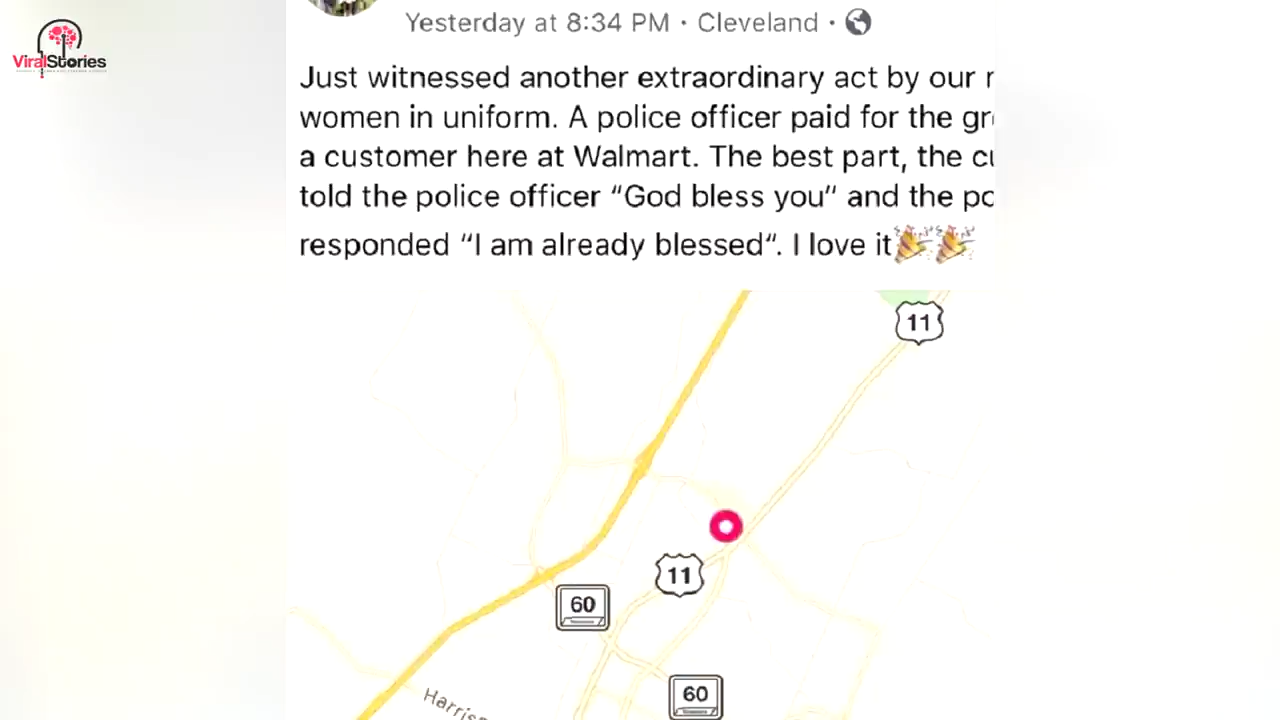 ViralStories
Yesterday at 8:34 PM · Cleveland ·
Just witnessed another extraordinary act by our
women in uniform. A police officer paid for the
a customer here at Walmart. The best part, the
told the police officer “God bless you” and the
responded “I am already blessed“. I love it🎉🎉
11
11
60
60